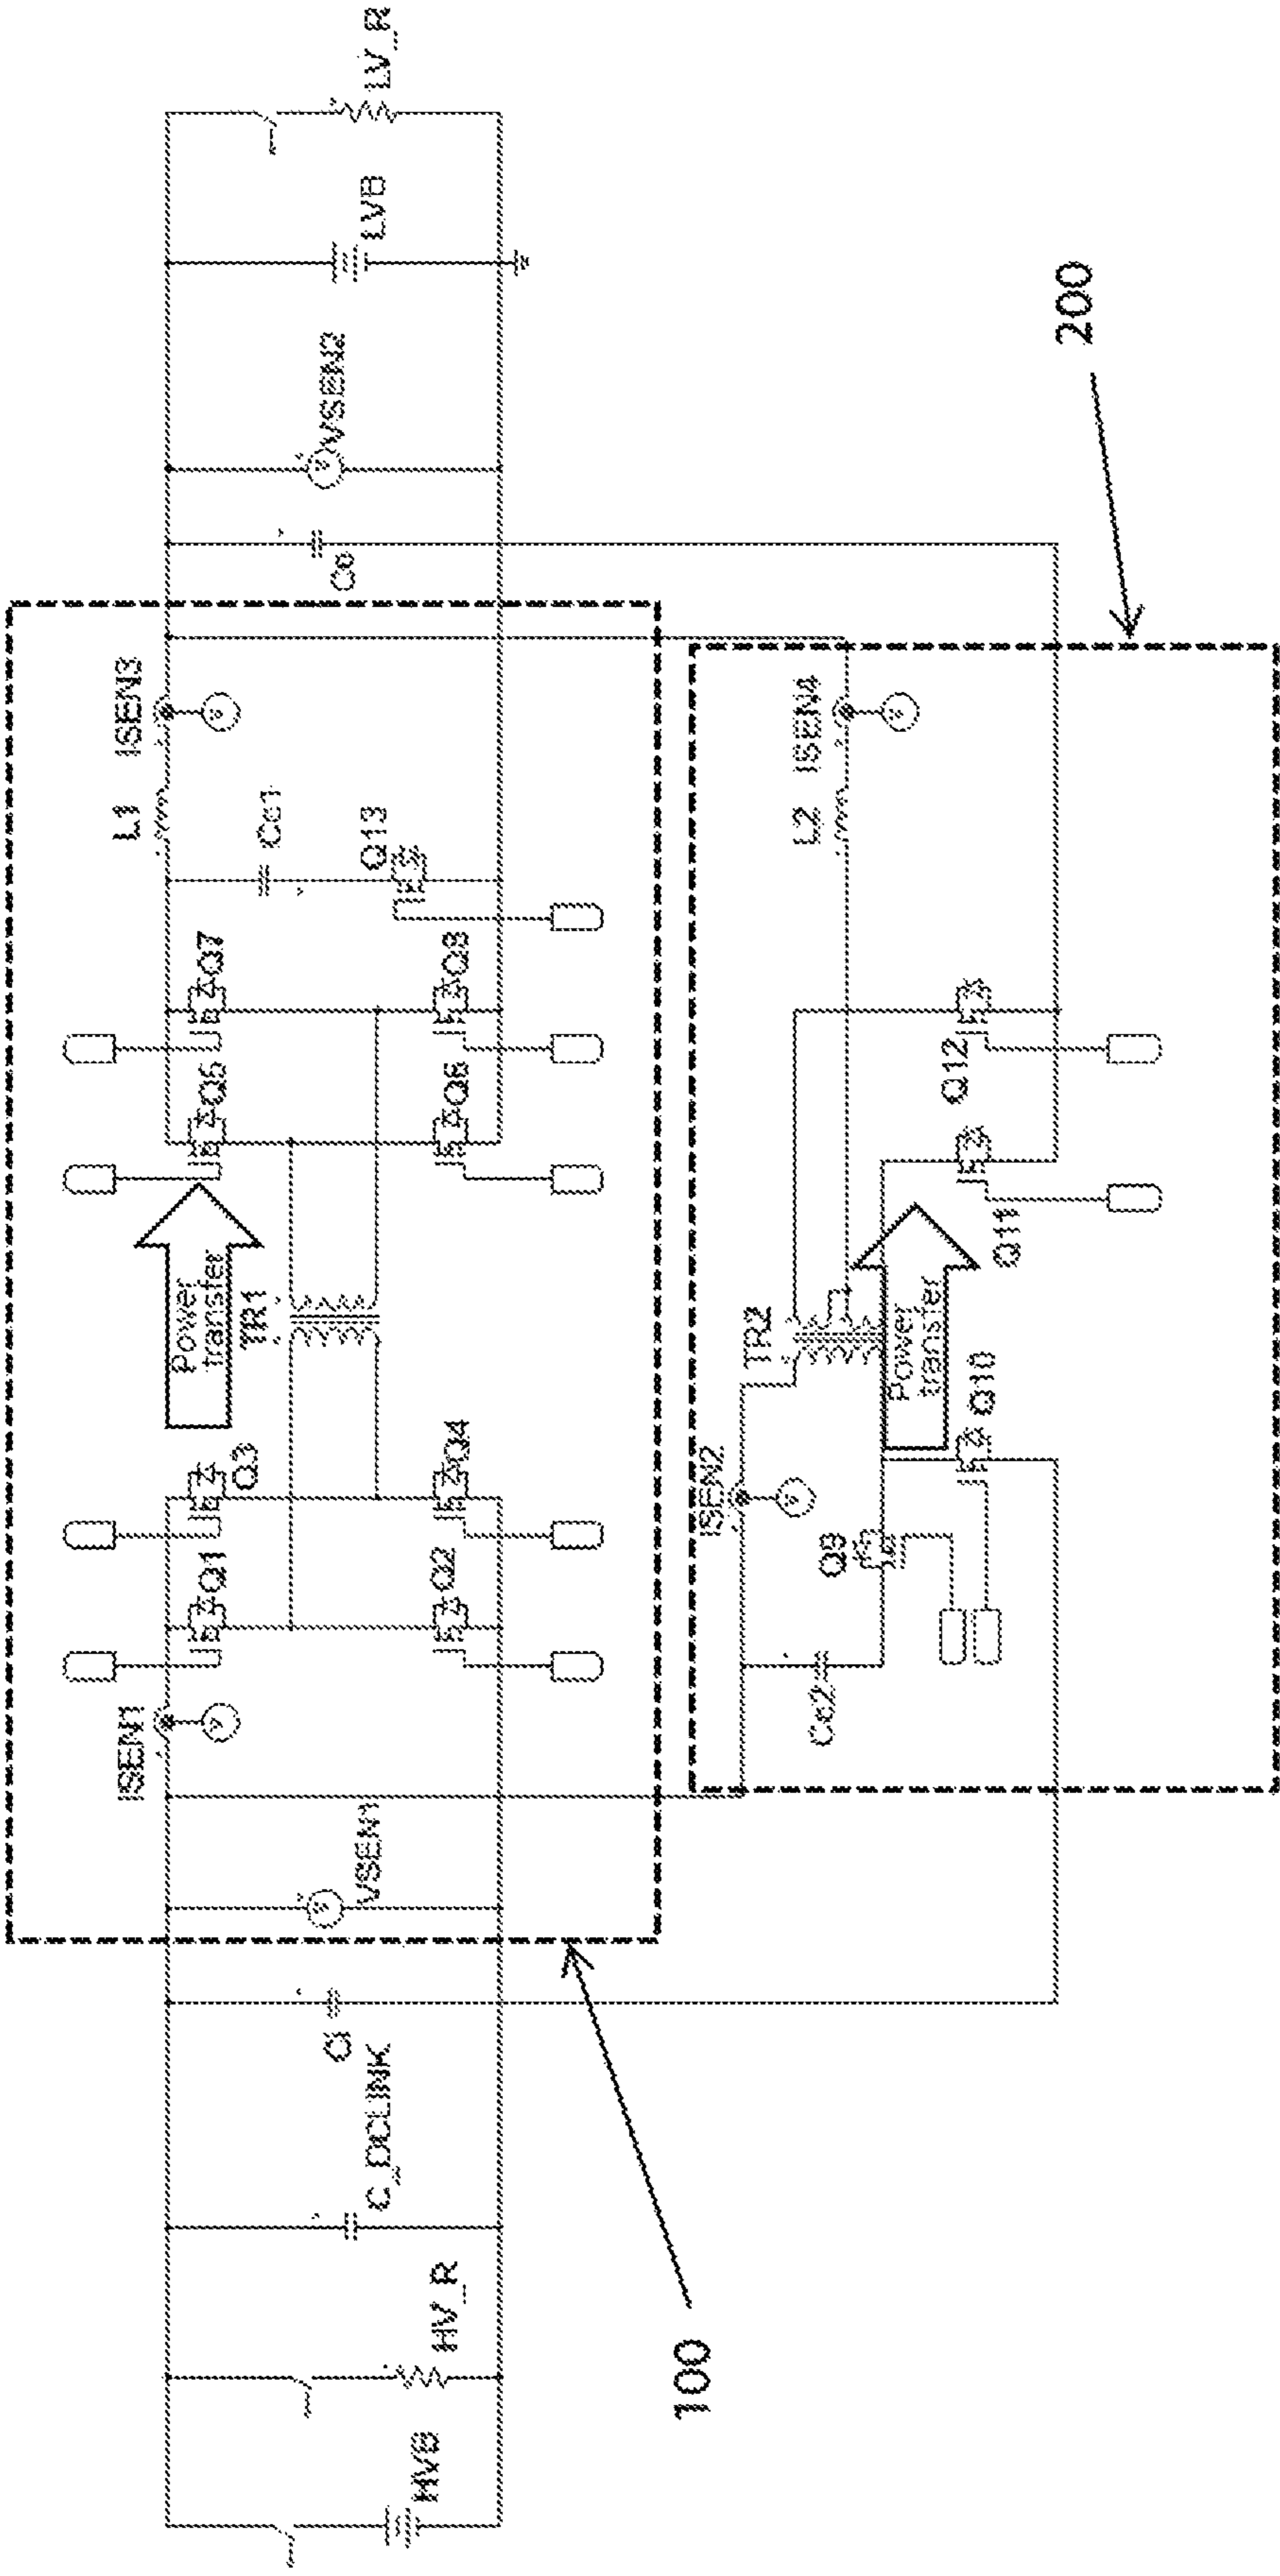 LV_R
LVB
VSEN2
Co
200
ISEN3
L1
Cc1
Q13
Q7
Q5
Q8
Q6
Power
transfer
TR1
Q3
Q1
Q4
Q2
ISEN1
VSEN1
Ci
C_DCLINK
HV_R
HVB
100
ISEN4
L2
Q12
Q11
TR2
Power
transfer
Q10
ISEN2
Q9
Cc2